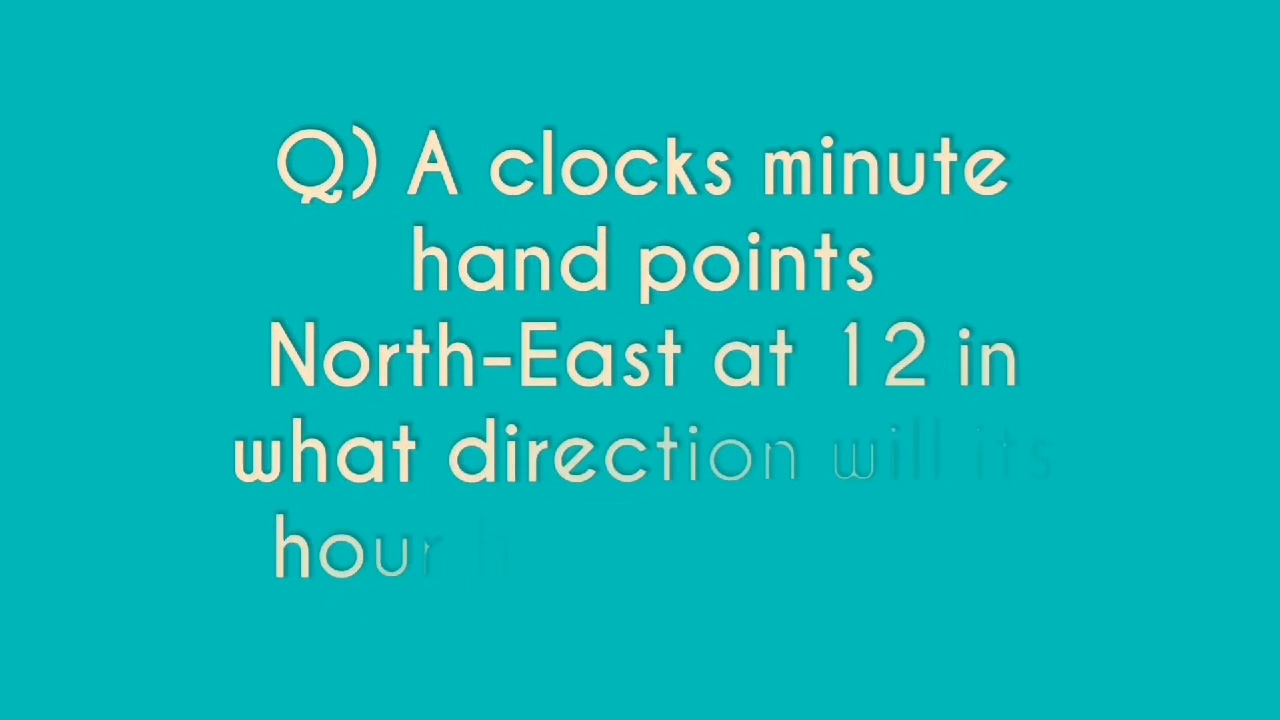 Q) A clocks minute
hand points
North-East at 12 in
what direction will its
hour h